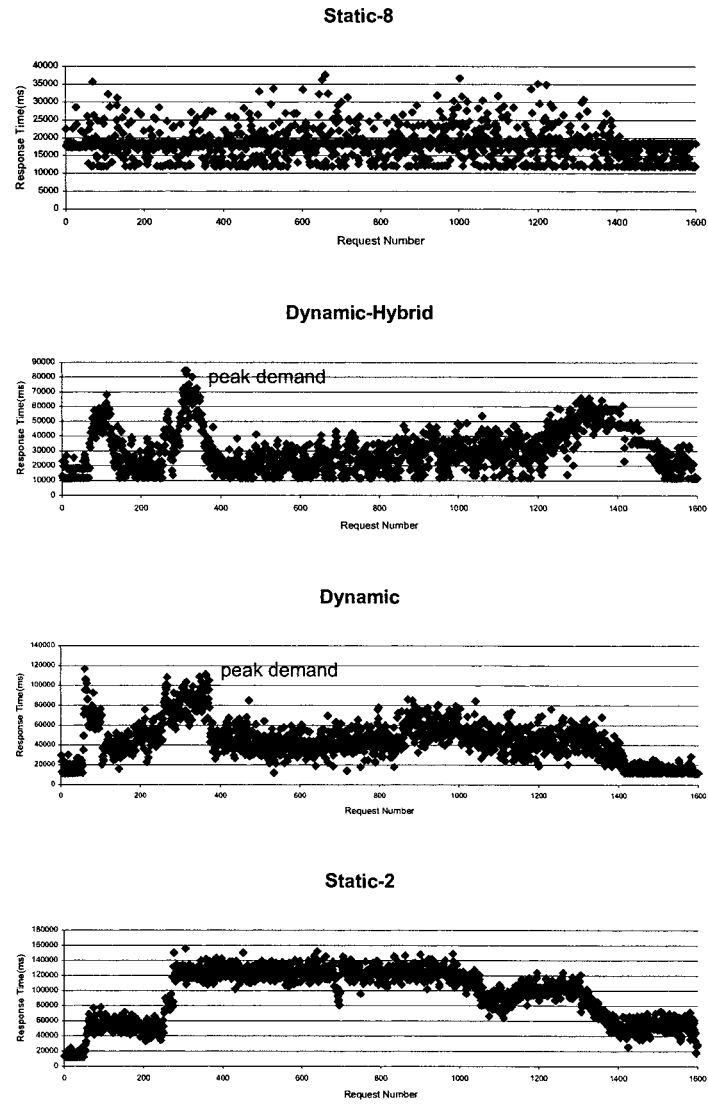 Static-8
40000
35000
30000
25000
20000
15000
10000
5000
0
Response Time(ms)
0 200 400 600 800 1000 1200 1400 1600
Request Number
Dynamic-Hybrid
90000
80000
70000
60000
50000
40000
30000
20000
10000
0
Response Time(ms)
peak demand
0 200 400 600 800 1000 1200 1400 1600
Request Number
Dynamic
140000
120000
100000
80000
60000
40000
20000
0
Response Time(ms)
peak demand
0 200 400 600 800 1000 1200 1400 1600
Request Number
Static-2
180000
160000
140000
120000
100000
80000
60000
40000
20000
0
Response Time(ms)
0 200 400 600 800 1000 1200 1400 1600
Request Number